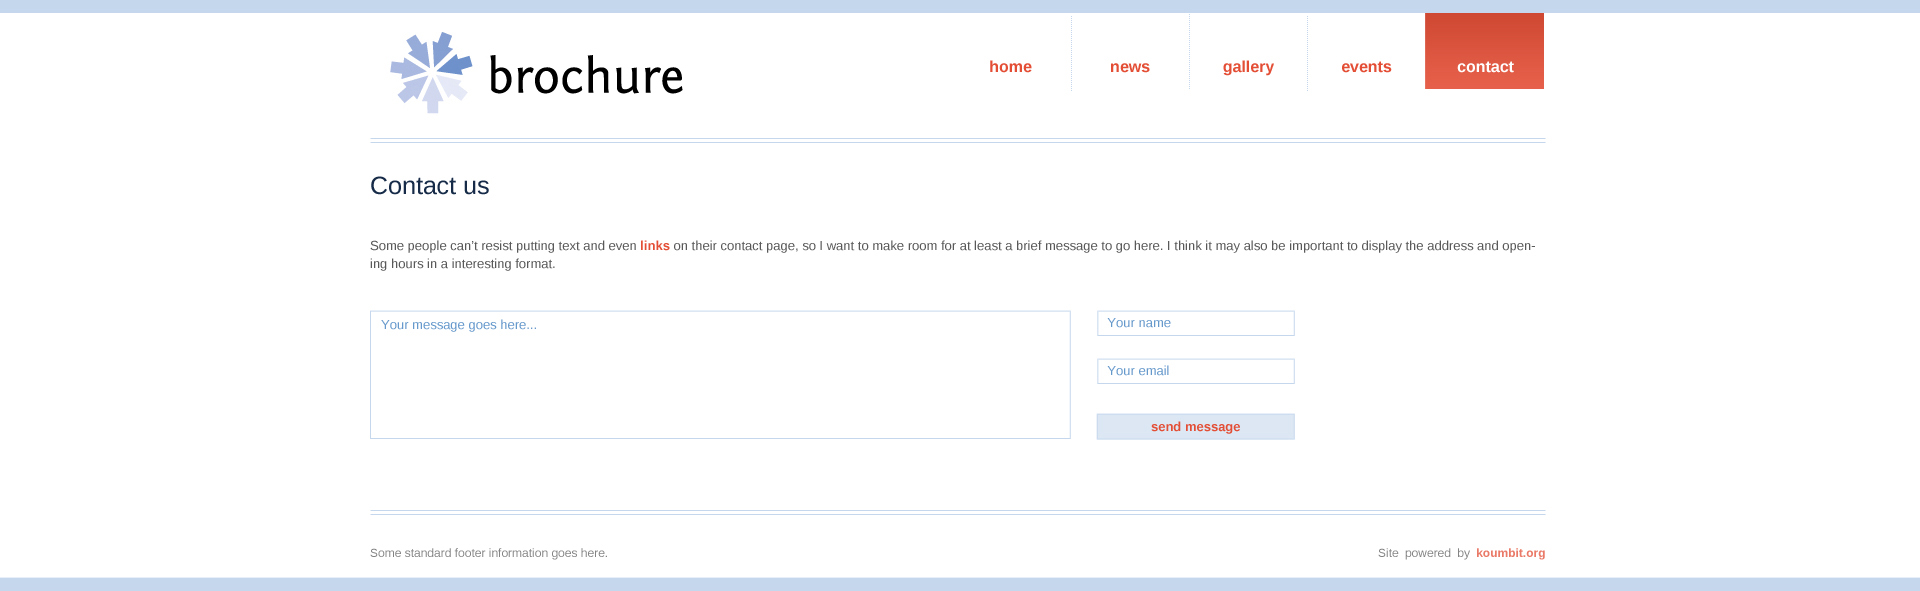 brochure
home
news
gallery
events
contact
Contact us
Some people can’t resist putting text and even links on their contact page, so I want to make room for at least a brief message to go here. I think it may also be important to display the address and open-
ing hours in a interesting format.
Your message goes here...
Your name
Your email
send message
Some standard footer information goes here.
Site powered by koumbit.org